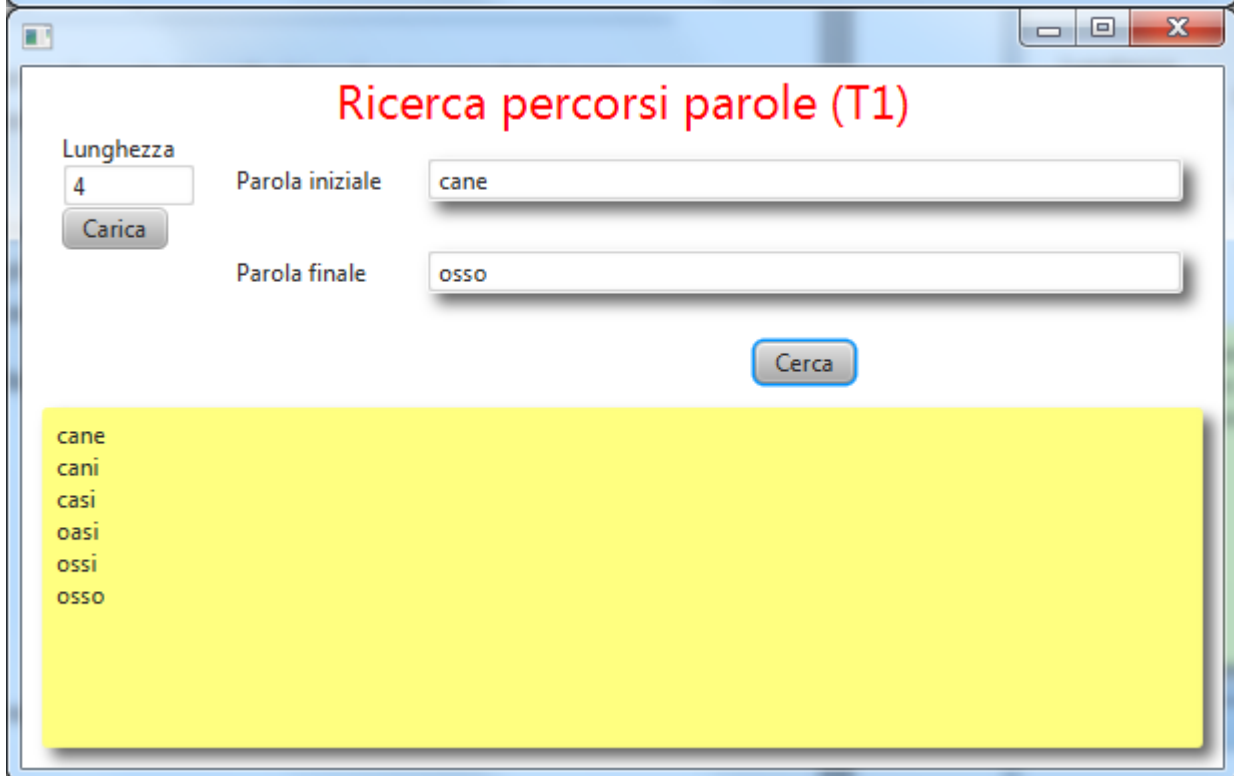 Ricerca percorsi parole (T1)
Lunghezza
4
Carica
Parola iniziale
cane
Parola finale
osso
Cerca
cane
cani
casi
oasi
ossi
osso